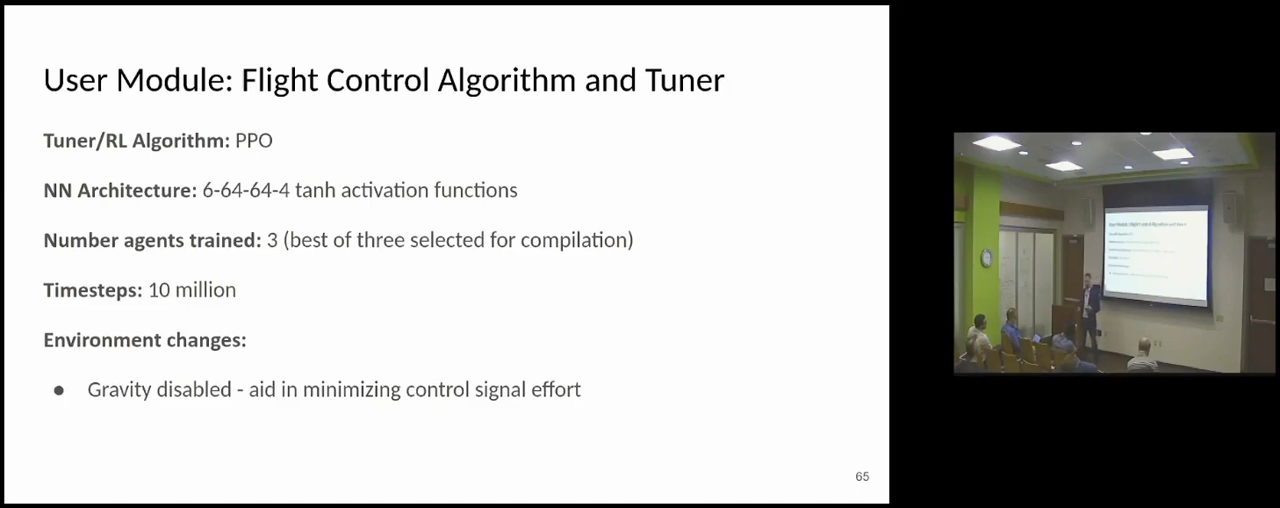 User Module: Flight Control Algorithm and Tuner
Tuner/RL Algorithm: PPO
NN Architecture: 6-64-64-4 tanh activation functions
Number agents trained: 3 (best of three selected for compilation)
Timesteps: 10 million
Environment changes:
● Gravity disabled - aid in minimizing control signal effort
65